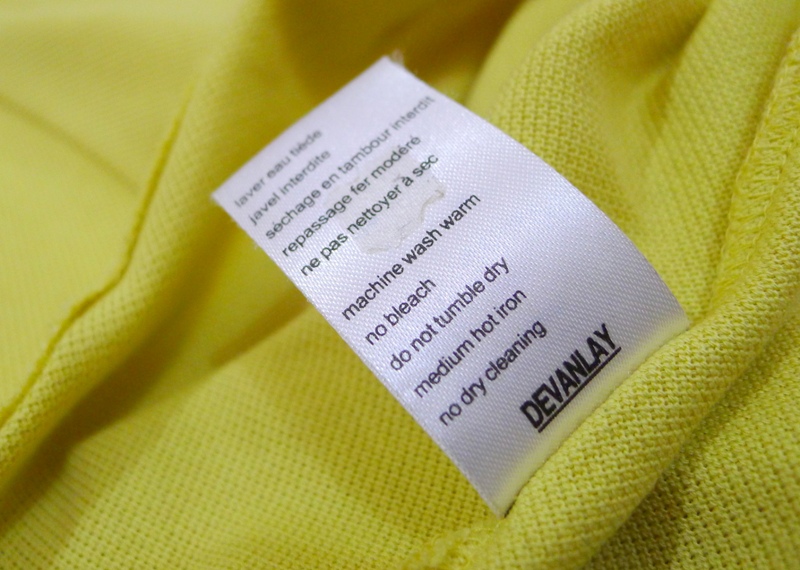 laver eau tiède
javel interdite
séchage en tambour interdit
repassage fer modéré
ne pas nettoyer à sec
machine wash warm
no bleach
do not tumble dry
medium hot iron
no dry cleaning
DEVANLAY